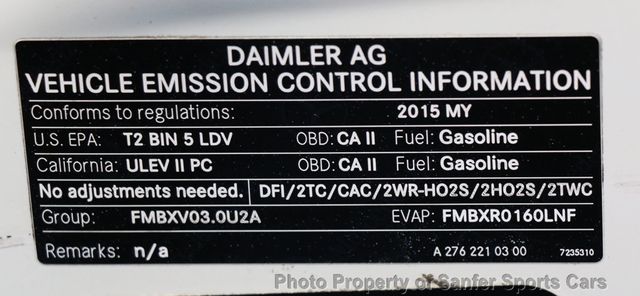 DAIMLER AG
VEHICLE EMISSION CONTROL INFORMATION
Conforms to regulations: 2015 MY
U.S. EPA: T2 BIN 5 LDV OBD: CA II Fuel: Gasoline
California: ULEV II PC OBD: CA II Fuel: Gasoline
No adjustments needed. DFI/2TC/CAC/2WR-HO2S/2HO2S/2TWC
Group: FMBXV03.0U2A EVAP: FMBXR0160LNF
Remarks: n/a A 276 221 03 00 7235310
Photo Property of Sanfer Sports Cars